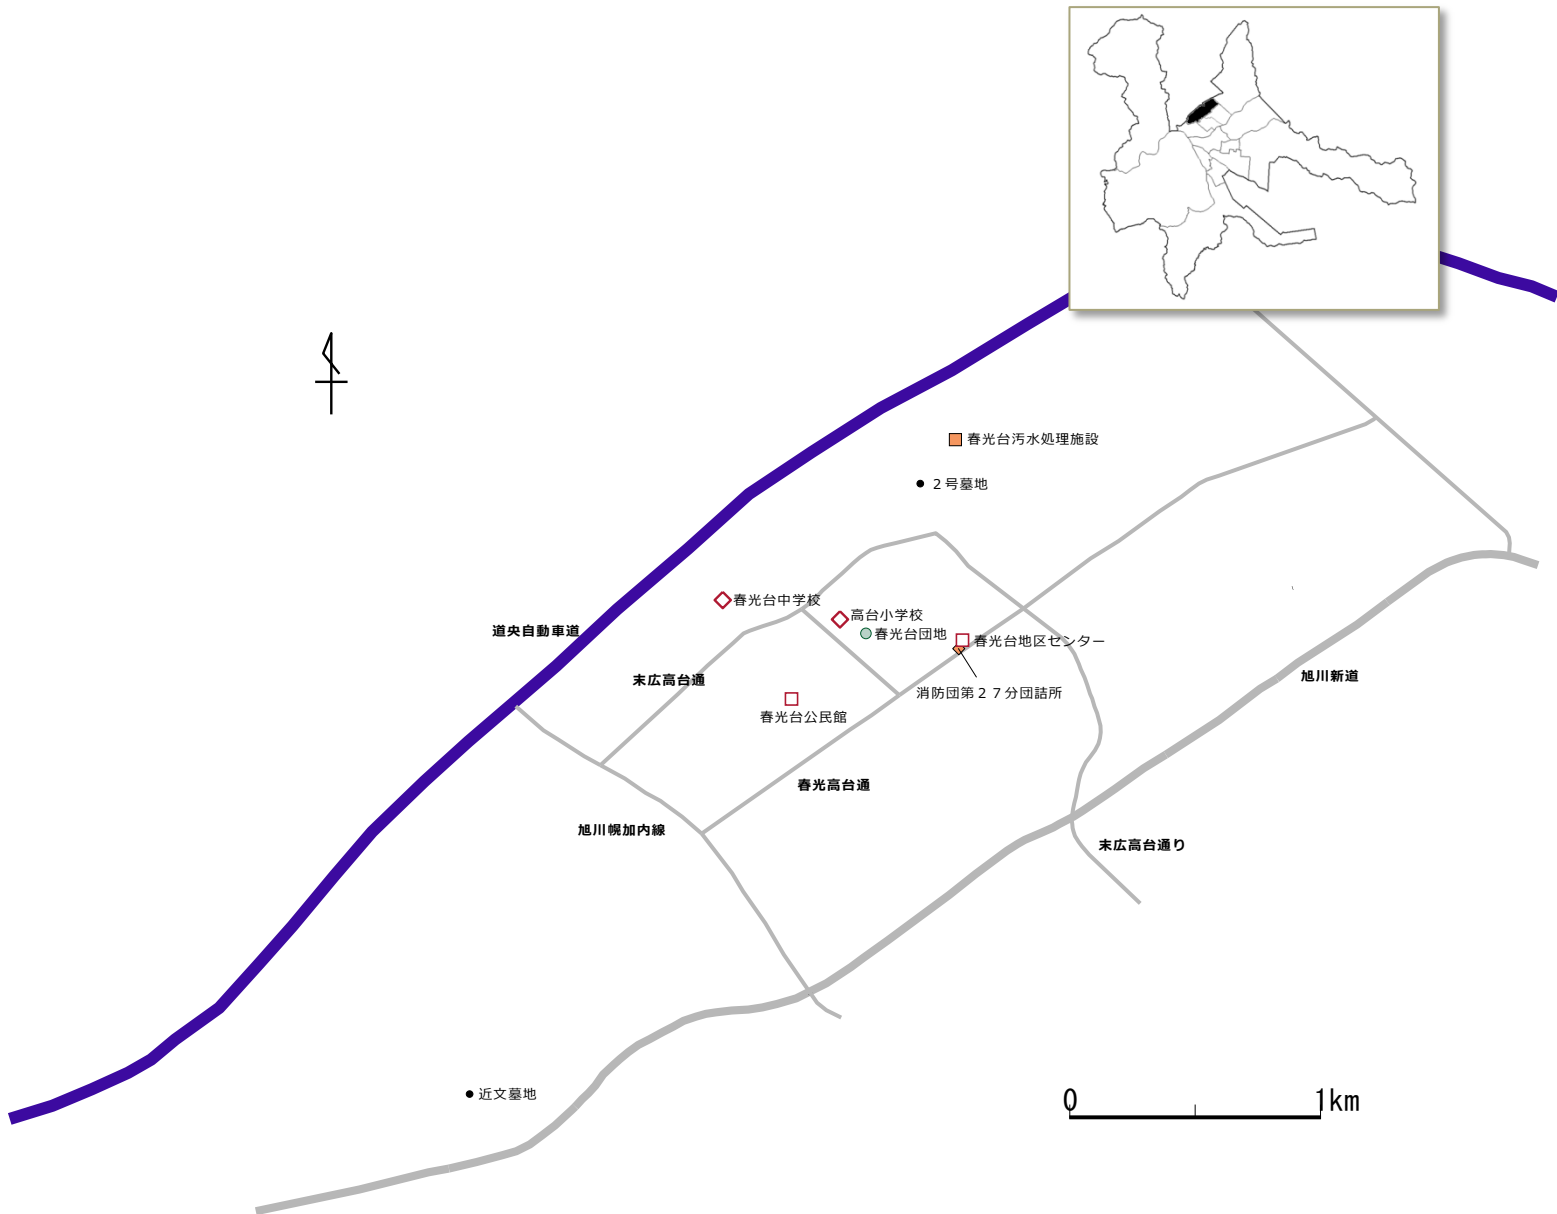 春光台汚水処理施設
２号墓地
春光台中学校
高台小学校
道央自動車道
春光台団地
春光台地区センター
末広高台通
旭川新道
消防団第２７分団詰所
春光台公民館
春光高台通
旭川幌加内線
末広高台通り
近文墓地
0 1km